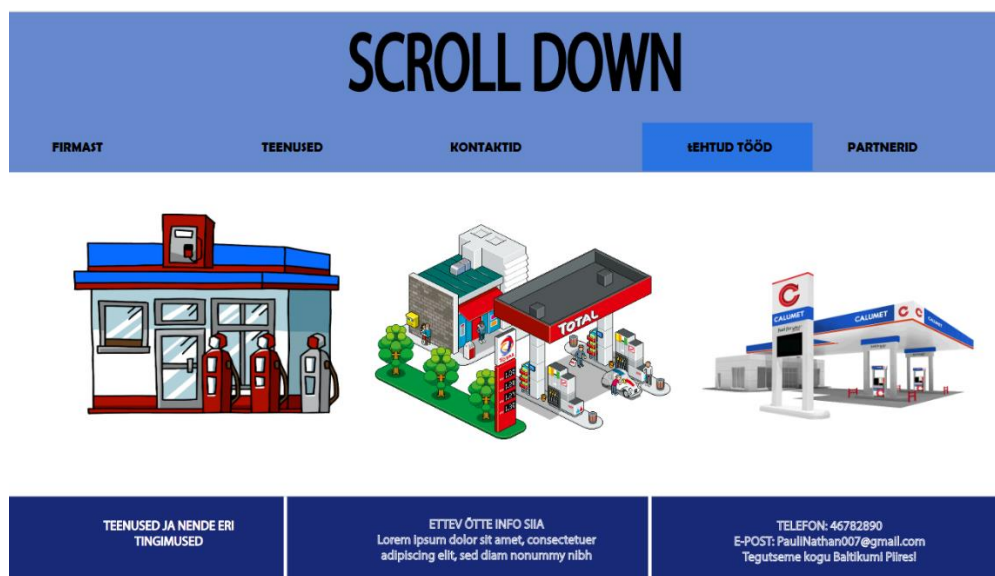 SCROLL DOWN
FIRMAST TEENUSED KONTAKTID tEHTUD TÖÖD PARTNERID
TOTAL
CALUMET
CALUMET
TEENUSED JA NENDE ERI
TINGIMUSED
ETTEV ÕTTE INFO SIIA
Lorem ipsum dolor sit amet, consectetuer
adipiscing elit, sed diam nonummy nibh
TELEFON: 46782890
E-POST: PauliNathan007@gmail.com
Tegutseme kogu Baltikumi Piires!